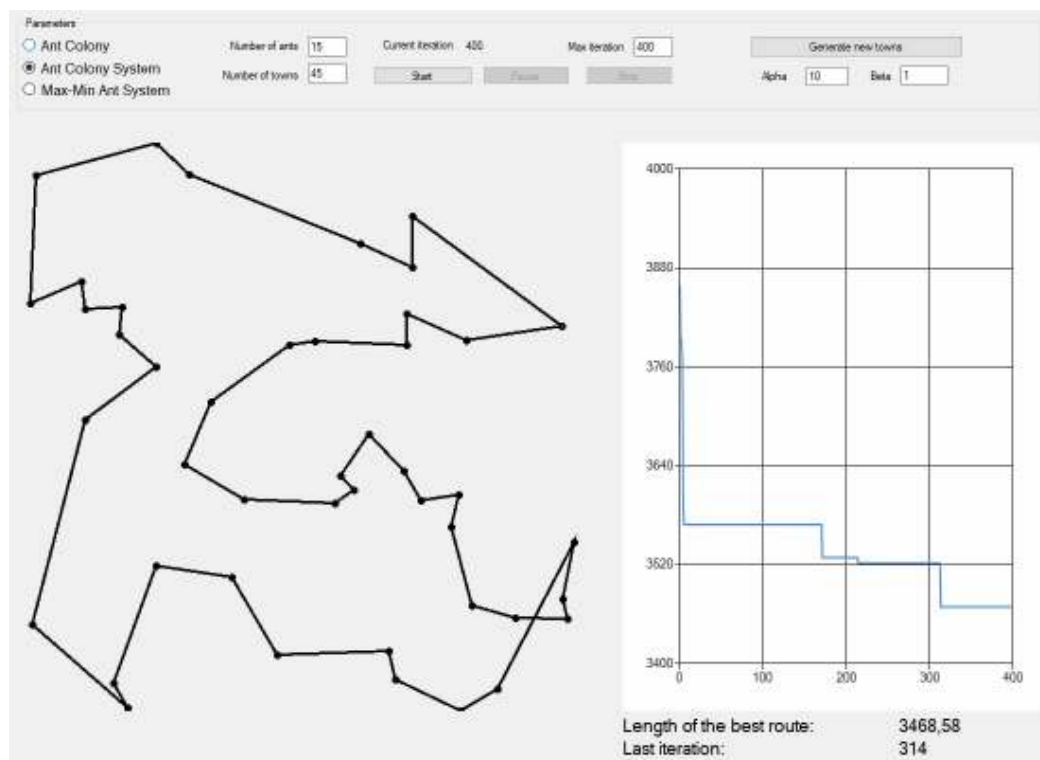 Parameters
Ant Colony
Ant Colony System
Max-Min Ant System
Number of ants 15
Number of towns 45
Current iteration 400
Max iteration 400
Start Pause Stop
Generate new towns
Alpha 10 Beta 1
4000
3880
3760
3640
3520
3400
0 100 200 300 400
Length of the best route: 3468,58
Last iteration: 314